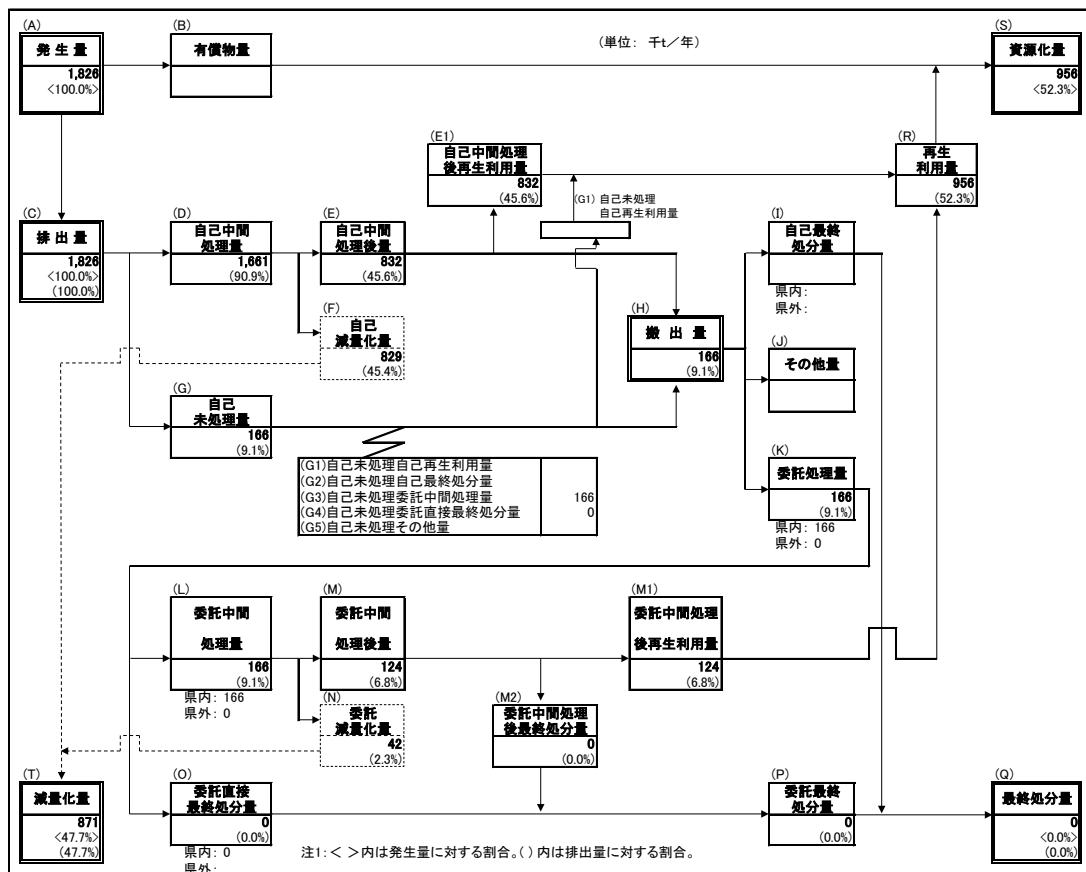 (A)
発 生 量
1,826
<100.0%>
(B)
有償物量
(単位： 千t／年)
(S)
資源化量
956
<52.3%>
(E1)
自己中間処理
後再生利用量
832
(45.6%)
(G1) 自己未処理
自己再生利用量
(R)
再生
利用量
956
(52.3%)
(C)
排 出 量
1,826
<100.0%>
(100.0%)
(D)
自己中間
処理量
1,661
(90.9%)
(E)
自己中間
処理後量
832
(45.6%)
(I)
自己最終
処分量
県内：
県外：
(F)
自己
減量化量
829
(45.4%)
(H)
搬 出 量
166
(9.1%)
(J)
その他量
(G)
自己
未処理量
166
(9.1%)
(G1)自己未処理自己再生利用量
(G2)自己未処理自己最終処分量
(G3)自己未処理委託中間処理量 166
(G4)自己未処理委託直接最終処分量 0
(G5)自己未処理その他量
(K)
委託処理量
166
(9.1%)
県内： 166
県外： 0
(L)
委託中間
処理量
166
(9.1%)
県内： 166
県外： 0
(M)
委託中間
処理後量
124
(6.8%)
(M1)
委託中間処理
後再生利用量
124
(6.8%)
(N)
委託
減量化量
42
(2.3%)
(M2)
委託中間処理
後最終処分量
0
(0.0%)
(T)
減量化量
871
<47.7%>
(47.7%)
(O)
委託直接
最終処分量
0
(0.0%)
県内： 0
県外：
(P)
委託最終
処分量
0
(0.0%)
(Q)
最終処分量
0
<0.0%>
(0.0%)
注1：＜ ＞内は発生量に対する割合。( )内は排出量に対する割合。